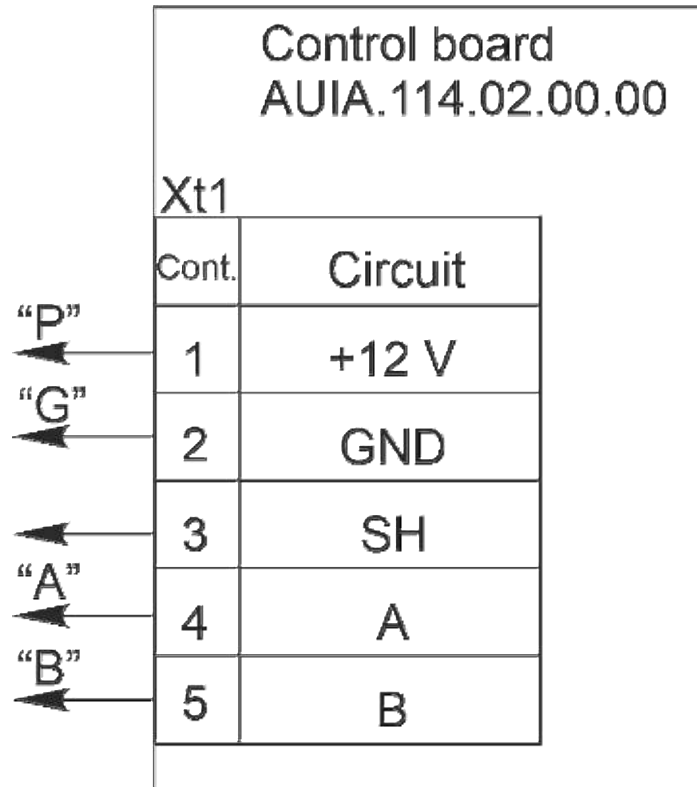 Control board
AUIA.114.02.00.00
Xt1
Cont. Circuit
“P” 1 +12 V
“G” 2 GND
3 SH
“A” 4 A
“B” 5 B